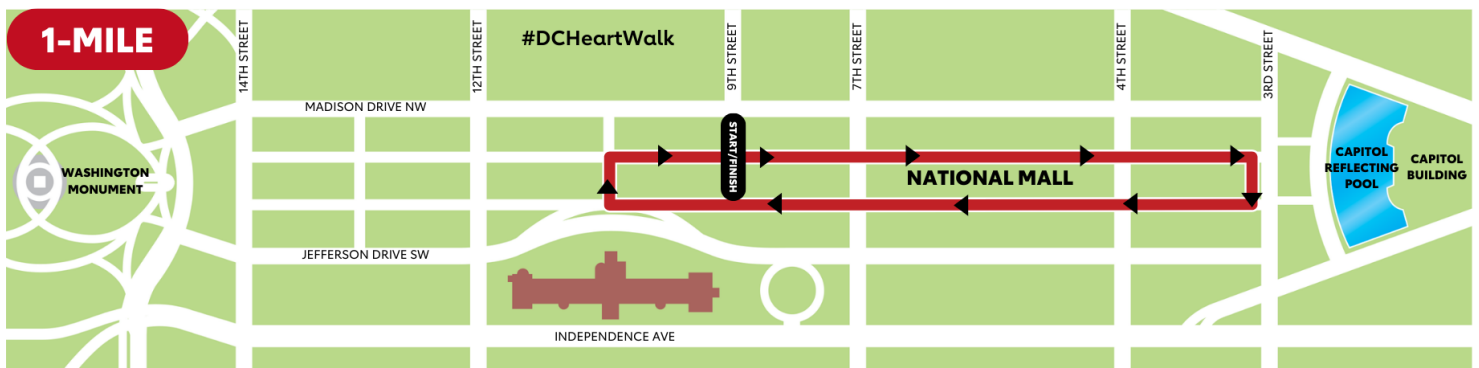 1-MILE
#DCHeartWalk
14TH STREET
12TH STREET
9TH STREET
7TH STREET
4TH STREET
3RD STREET
MADISON DRIVE NW
START/FINISH
WASHINGTON
MONUMENT
NATIONAL MALL
CAPITOL
REFLECTING
POOL
CAPITOL
BUILDING
JEFFERSON DRIVE SW
INDEPENDENCE AVE